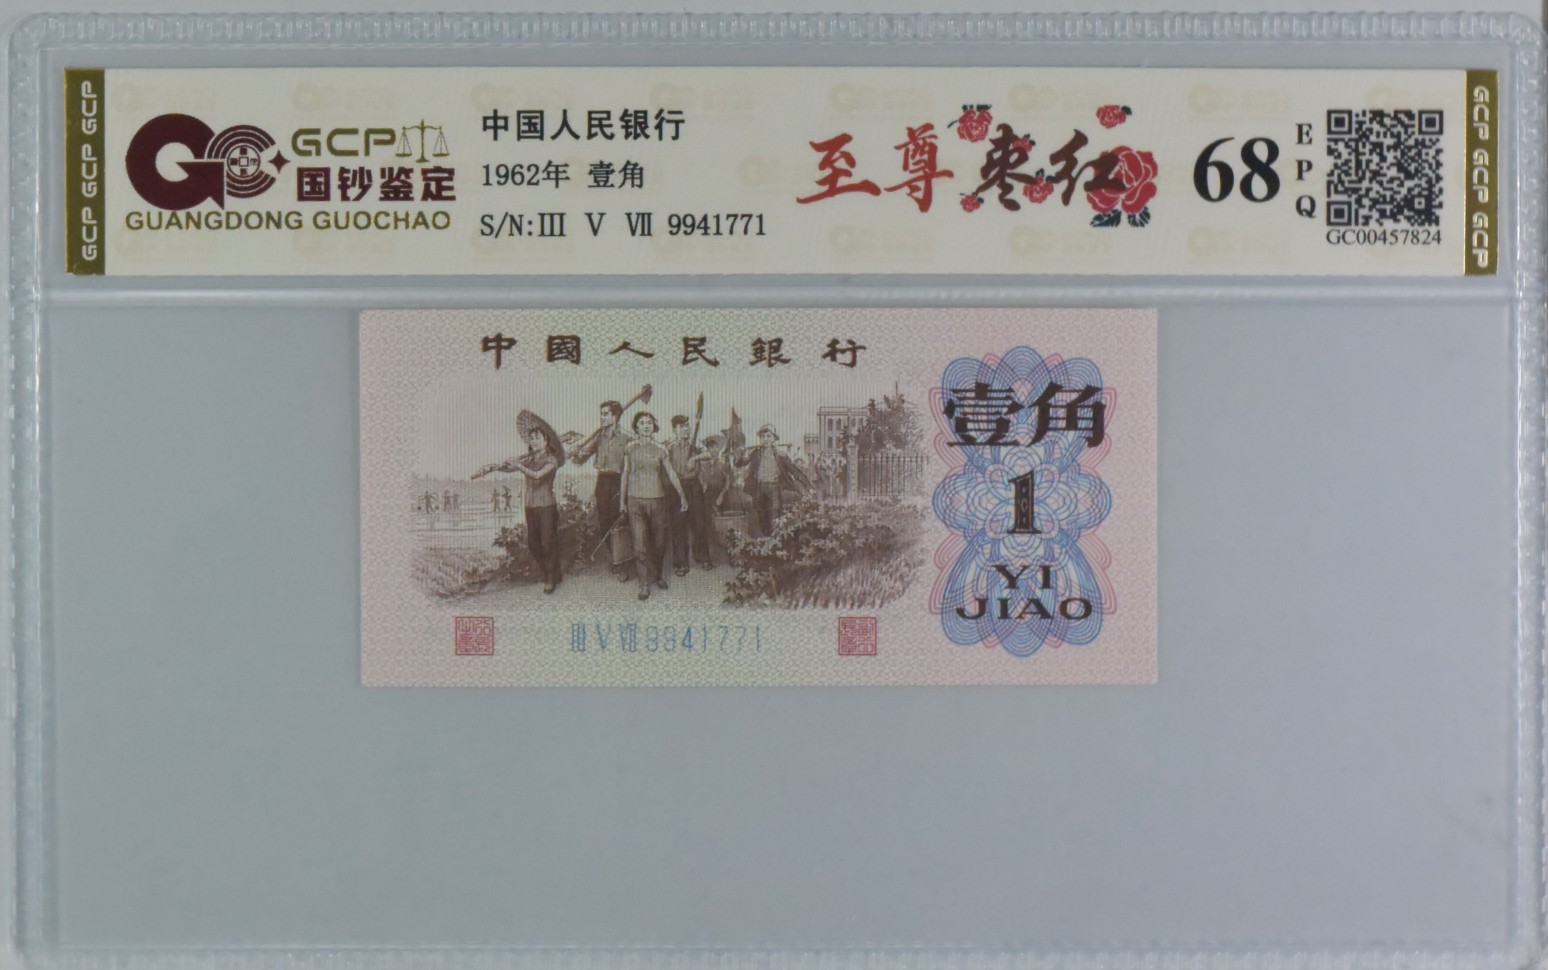 GCP GCP GCP
GCP
国钞鉴定
GUANGDONG GUOCHAO
中国人民银行
1962年 壹角
S/N:III V VII 9941771
至尊枣红
68
EPQ
GC00457824
GCP GCP GCP
中國人民銀行
壹角
1
YI
JIAO
III V VII 9941771